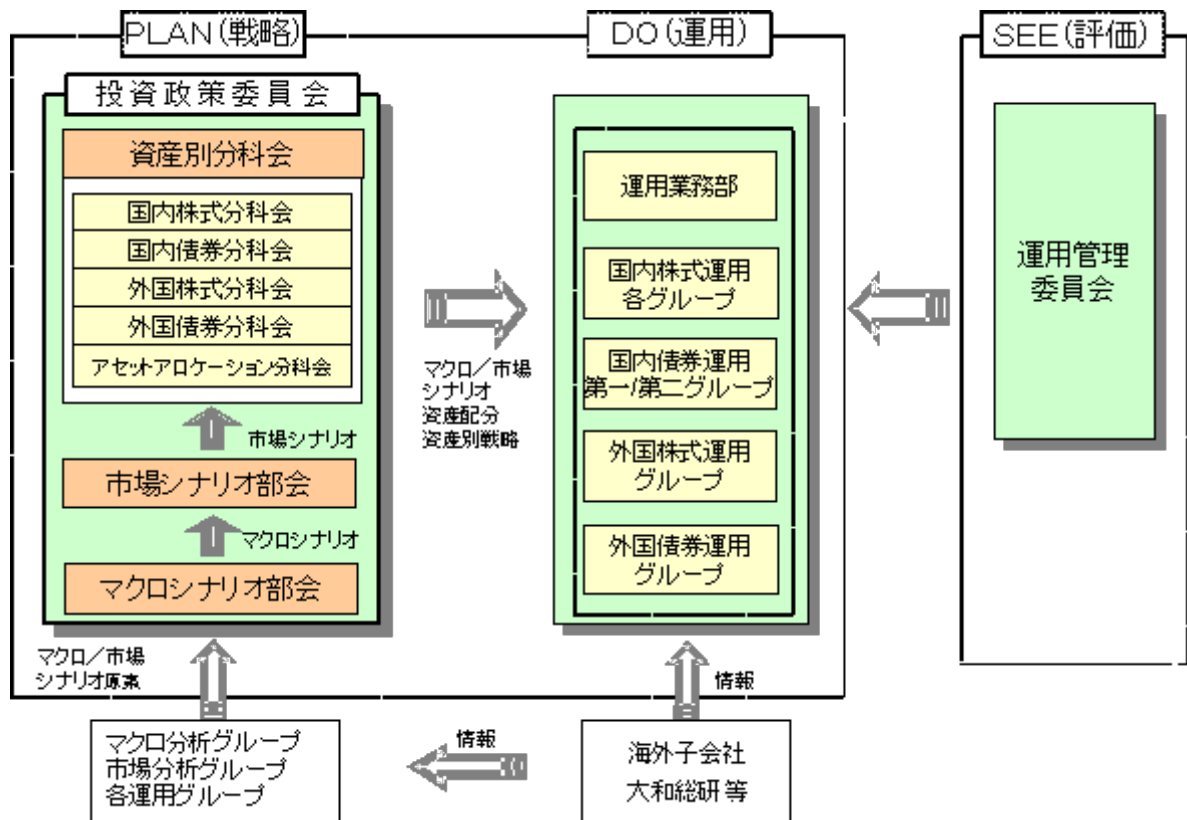 PLAN(戦略)
DO(運用)
SEE(評価)
投資政策委員会
資産別分科会
国内株式分科会
国内債券分科会
外国株式分科会
外国債券分科会
アセットアロケーション分科会
市場シナリオ
市場シナリオ部会
マクロシナリオ
マクロシナリオ部会
マクロ/市場
シナリオ
資産配分
資産別戦略
運用業務部
国内株式運用
各グループ
国内債券運用
第一/第二グループ
外国株式運用
グループ
外国債券運用
グループ
運用管理
委員会
マクロ/市場
シナリオ原案
情報
マクロ分析グループ
市場分析グループ
各運用グループ
情報
海外子会社
大和総研等